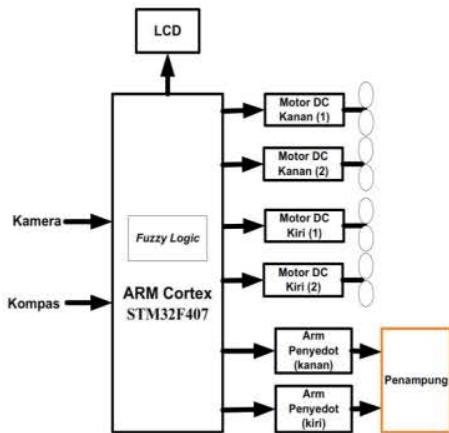 LCD
Kamera
Kompas
Fuzzy Logic
ARM Cortex
STM32F407
Motor DC
Kanan (1)
Motor DC
Kanan (2)
Motor DC
Kiri (1)
Motor DC
Kiri (2)
Arm
Penyedot
(kanan)
Arm
Penyedot
(kiri)
Penampung